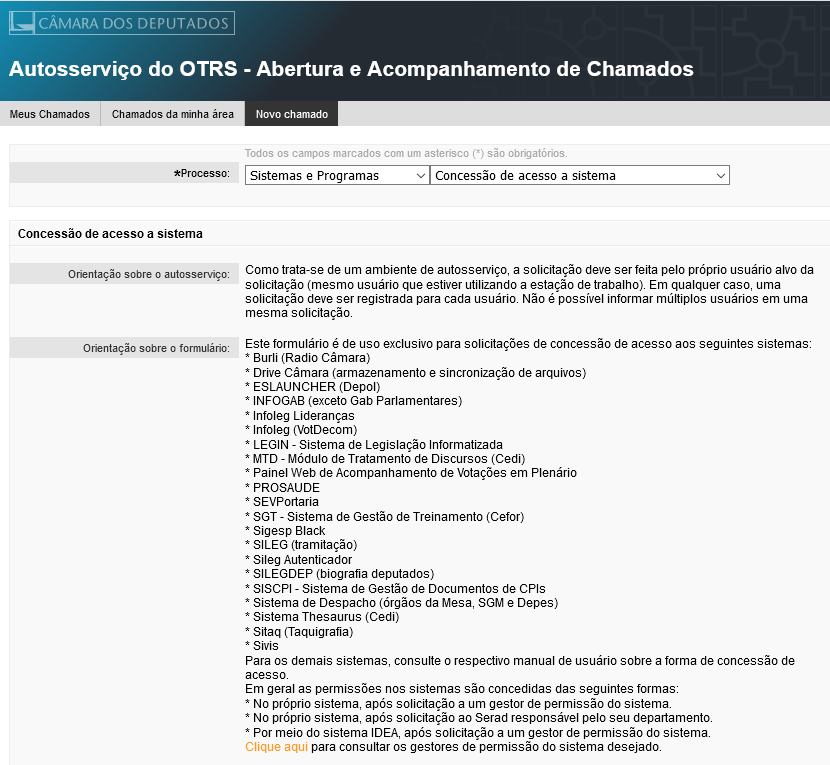 CÂMARA DOS DEPUTADOS
Autosserviço do OTRS - Abertura e Acompanhamento de Chamados
Meus Chamados Chamados da minha área Novo chamado
Todos os campos marcados com um asterisco (*) são obrigatórios.
*Processo: Sistemas e Programas Concessão de acesso a sistema
Concessão de acesso a sistema
Orientação sobre o autosserviço: Como trata-se de um ambiente de autosserviço, a solicitação deve ser feita pelo próprio usuário alvo da
solicitação (mesmo usuário que estiver utilizando a estação de trabalho). Em qualquer caso, uma
solicitação deve ser registrada para cada usuário. Não é possível informar múltiplos usuários em uma
mesma solicitação.
Orientação sobre o formulário: Este formulário é de uso exclusivo para solicitações de concessão de acesso aos seguintes sistemas:
* Burli (Radio Câmara)
* Drive Câmara (armazenamento e sincronização de arquivos)
* ESLAUNCHER (Depol)
* INFOGAB (exceto Gab Parlamentares)
* Infoleg Lideranças
* Infoleg (VotDecom)
* LEGIN - Sistema de Legislação Informatizada
* MTD - Módulo de Tratamento de Discursos (Cedi)
* Painel Web de Acompanhamento de Votações em Plenário
* PROSAUDE
* SEVPortaria
* SGT - Sistema de Gestão de Treinamento (Cefor)
* Sigesp Black
* SILEG (tramitação)
* Sileg Autenticador
* SILEGDEP (biografia deputados)
* SISCPI - Sistema de Gestão de Documentos de CPIs
* Sistema de Despacho (órgãos da Mesa, SGM e Depes)
* Sistema Thesaurus (Cedi)
* Sitaq (Taquigrafia)
* Sivis
Para os demais sistemas, consulte o respectivo manual de usuário sobre a forma de concessão de
acesso.
Em geral as permissões nos sistemas são concedidas das seguintes formas:
* No próprio sistema, após solicitação a um gestor de permissão do sistema.
* No próprio sistema, após solicitação ao Serad responsável pelo seu departamento.
* Por meio do sistema IDEA, após solicitação a um gestor de permissão do sistema.
Clique aqui para consultar os gestores de permissão do sistema desejado.